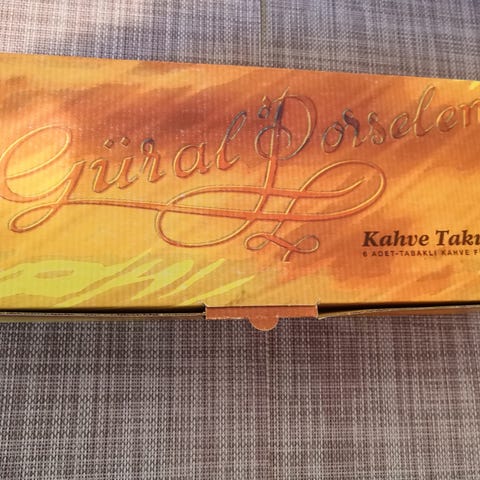 Güral Porselen
Kahve Takı
6 ADET-TABAKLI KAHVE F